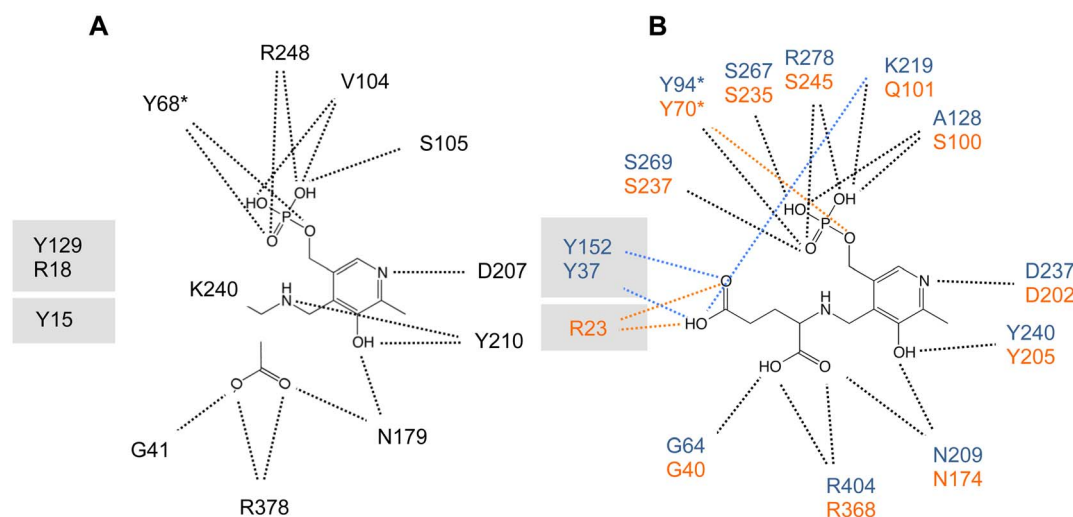 A
R248
V104
Y68*
S105
HO
OH
P
O
O
Y129
R18
Y15
K240
H
N
N
D207
Y210
OH
O
O
G41
N179
R378
B
Y94*
Y70*
S267
S235
R278
S245
K219
Q101
A128
S100
S269
S237
HO
OH
P
O
O
Y152
Y37
R23
O
HO
H
N
N
D237
D202
OH
Y240
Y205
HO
O
G64
G40
N209
N174
R404
R368